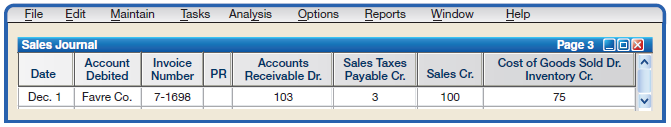 File Edit Maintain Tasks Analysis Options Reports Window Help
Sales Journal Page 3
Date Account Debited Invoice Number PR Accounts Receivable Dr. Sales Taxes Payable Cr. Sales Cr. Cost of Goods Sold Dr. Inventory Cr.
Dec. 1 Favre Co. 7-1698 103 3 100 75